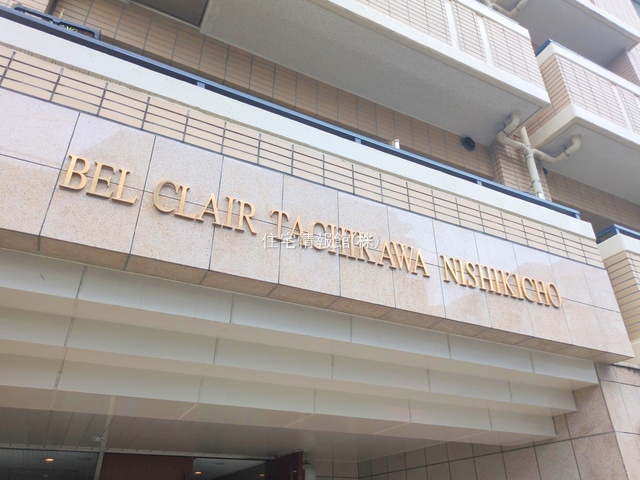 BEL CLAIR TACHIKAWA NISHIKICHO
住宅情報館(株)